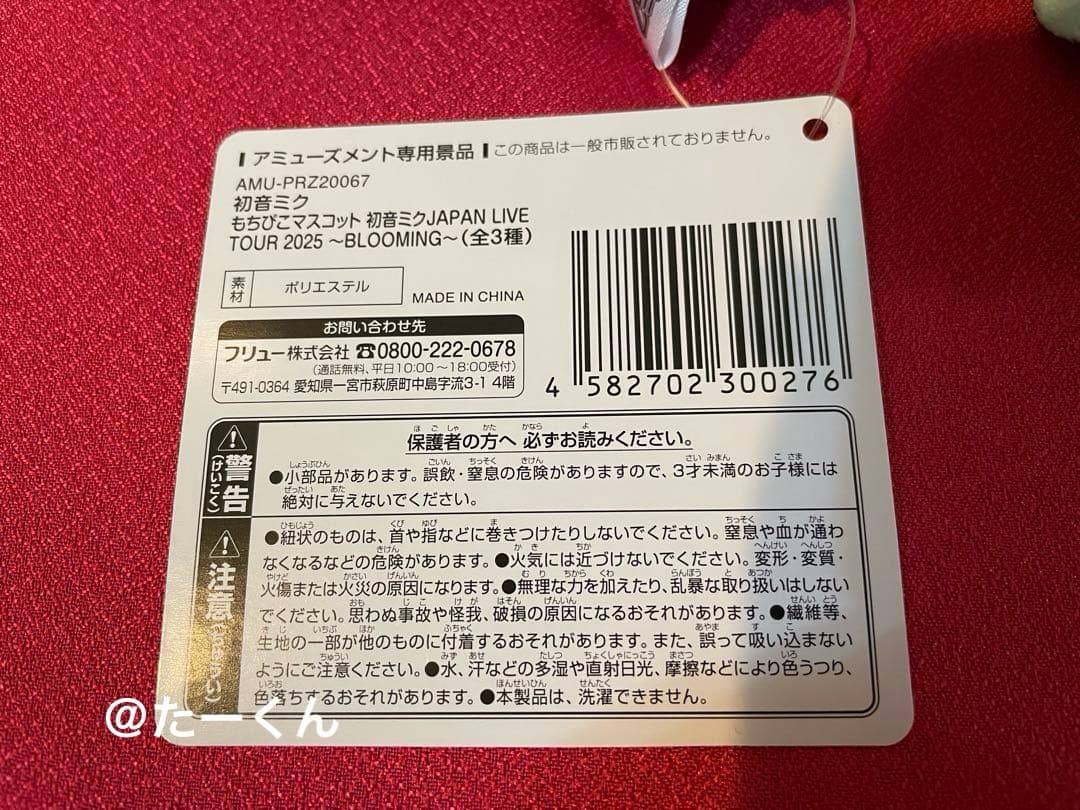 アミューズメント専用景品 この商品は一般市販されておりません。
AMU-PRZ20067
初音ミク
もちぴこマスコット 初音ミクJAPAN LIVE
TOUR 2025 ～BLOOMING～（全3種）
素材 ポリエステル MADE IN CHINA
お問い合わせ先
フリュー株式会社 ☎0800-222-0678
（通話無料、平日10:00～18:00受付）
〒491-0364 愛知県一宮市萩原町中島字流3-1 4階
4 582702 300276
警告（けいこく）
保護者の方へ 必ずお読みください。
●小部品があります。誤飲・窒息の危険がありますので、3才未満のお子様には
絶対に与えないでください。
注意（ちゅうい）
●紐状のものは、首や指などに巻きつけたりしないでください。窒息や血が通わ
なくなるなどの危険があります。●火気には近づけないでください。変形・変質・
火傷または火災の原因になります。●無理な力を加えたり、乱暴な取り扱いはしない
でください。思わぬ事故や怪我、破損の原因になるおそれがあります。●繊維等、
生地の一部が他のものに付着するおそれがあります。また、誤って吸い込まない
ようにご注意ください。●水、汗などの多湿や直射日光、摩擦などにより色うつり、
色落ちするおそれがあります。●本製品は、洗濯できません。
@たーくん